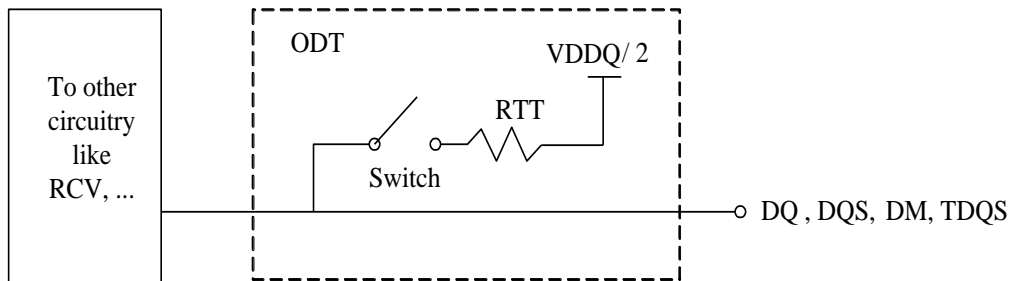 ODT
VDDQ/ 2
To other
circuitry
like
RCV, ...
RTT
Switch
DQ , DQS, DM, TDQS